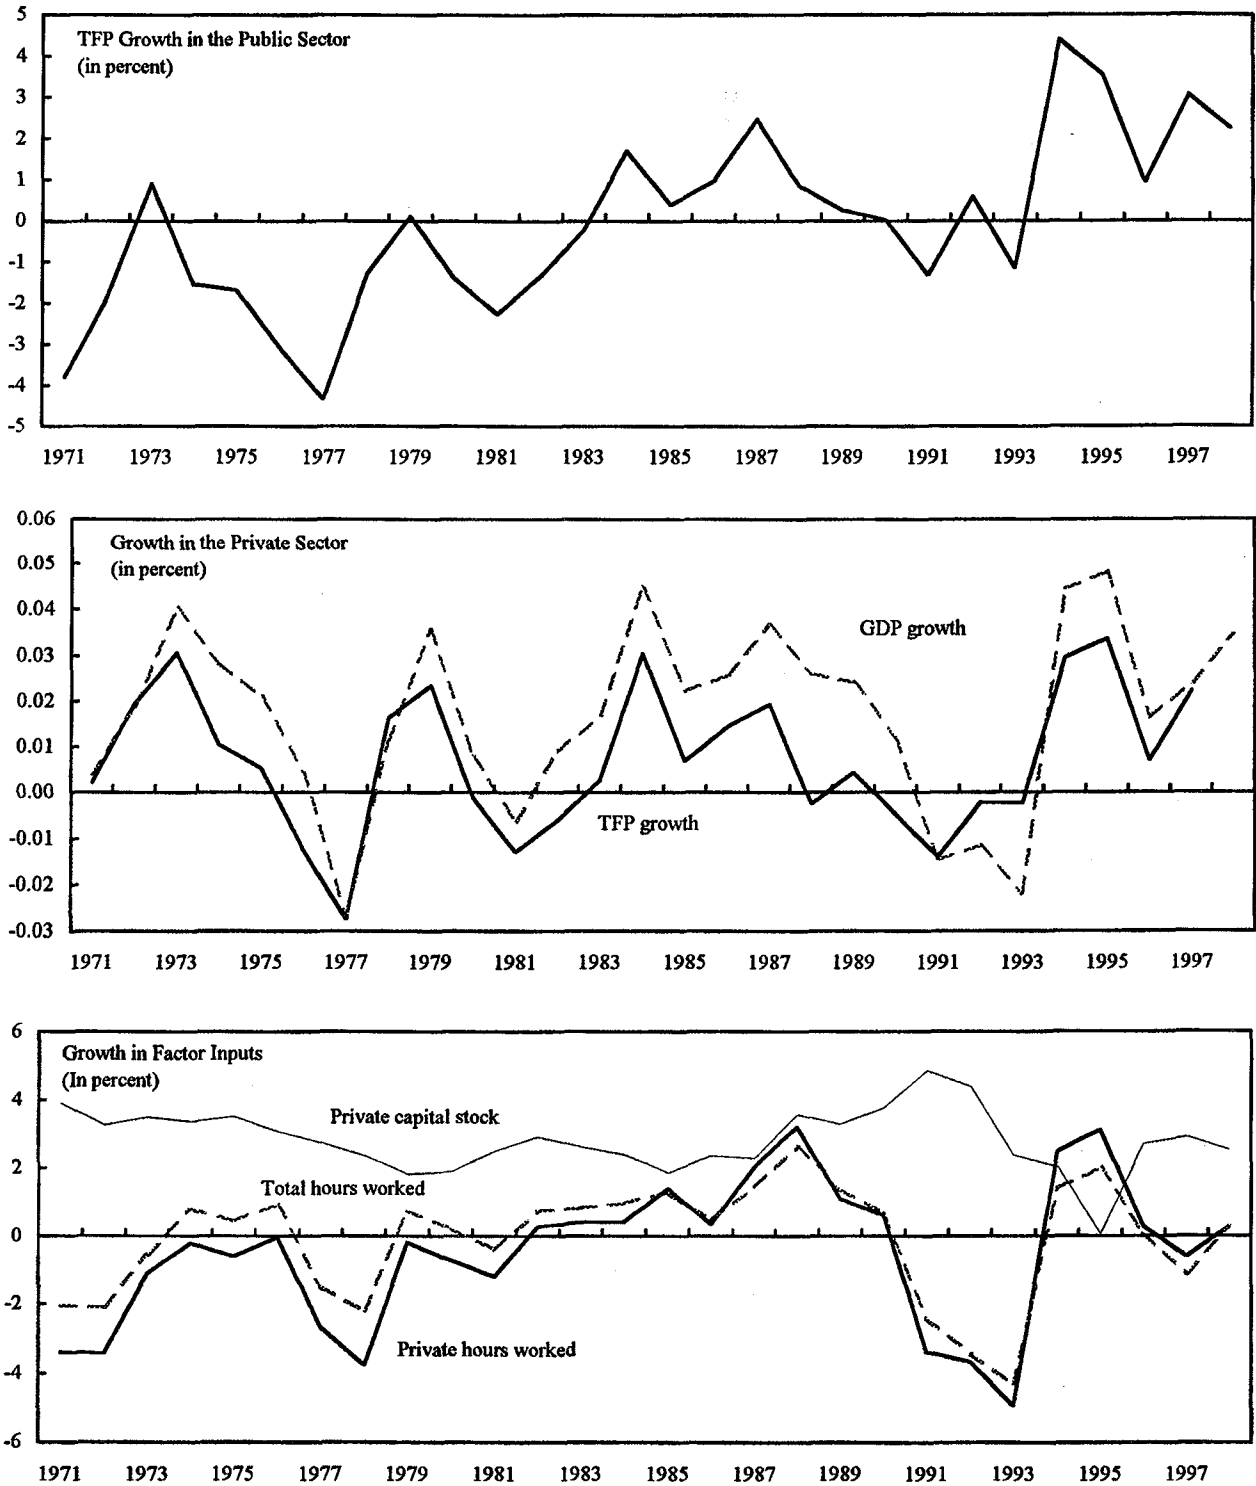 TFP Growth in the Public Sector
(in percent)
5
4
3
2
1
0
-1
-2
-3
-4
-5
1971 1973 1975 1977 1979 1981 1983 1985 1987 1989 1991 1993 1995 1997
Growth in the Private Sector
(in percent)
0.06
0.05
0.04
0.03
0.02
0.01
0.00
-0.01
-0.02
-0.03
GDP growth
TFP growth
1971 1973 1975 1977 1979 1981 1983 1985 1987 1989 1991 1993 1995 1997
Growth in Factor Inputs
(In percent)
6
4
2
0
-2
-4
-6
Private capital stock
Total hours worked
Private hours worked
1971 1973 1975 1977 1979 1981 1983 1985 1987 1989 1991 1993 1995 1997